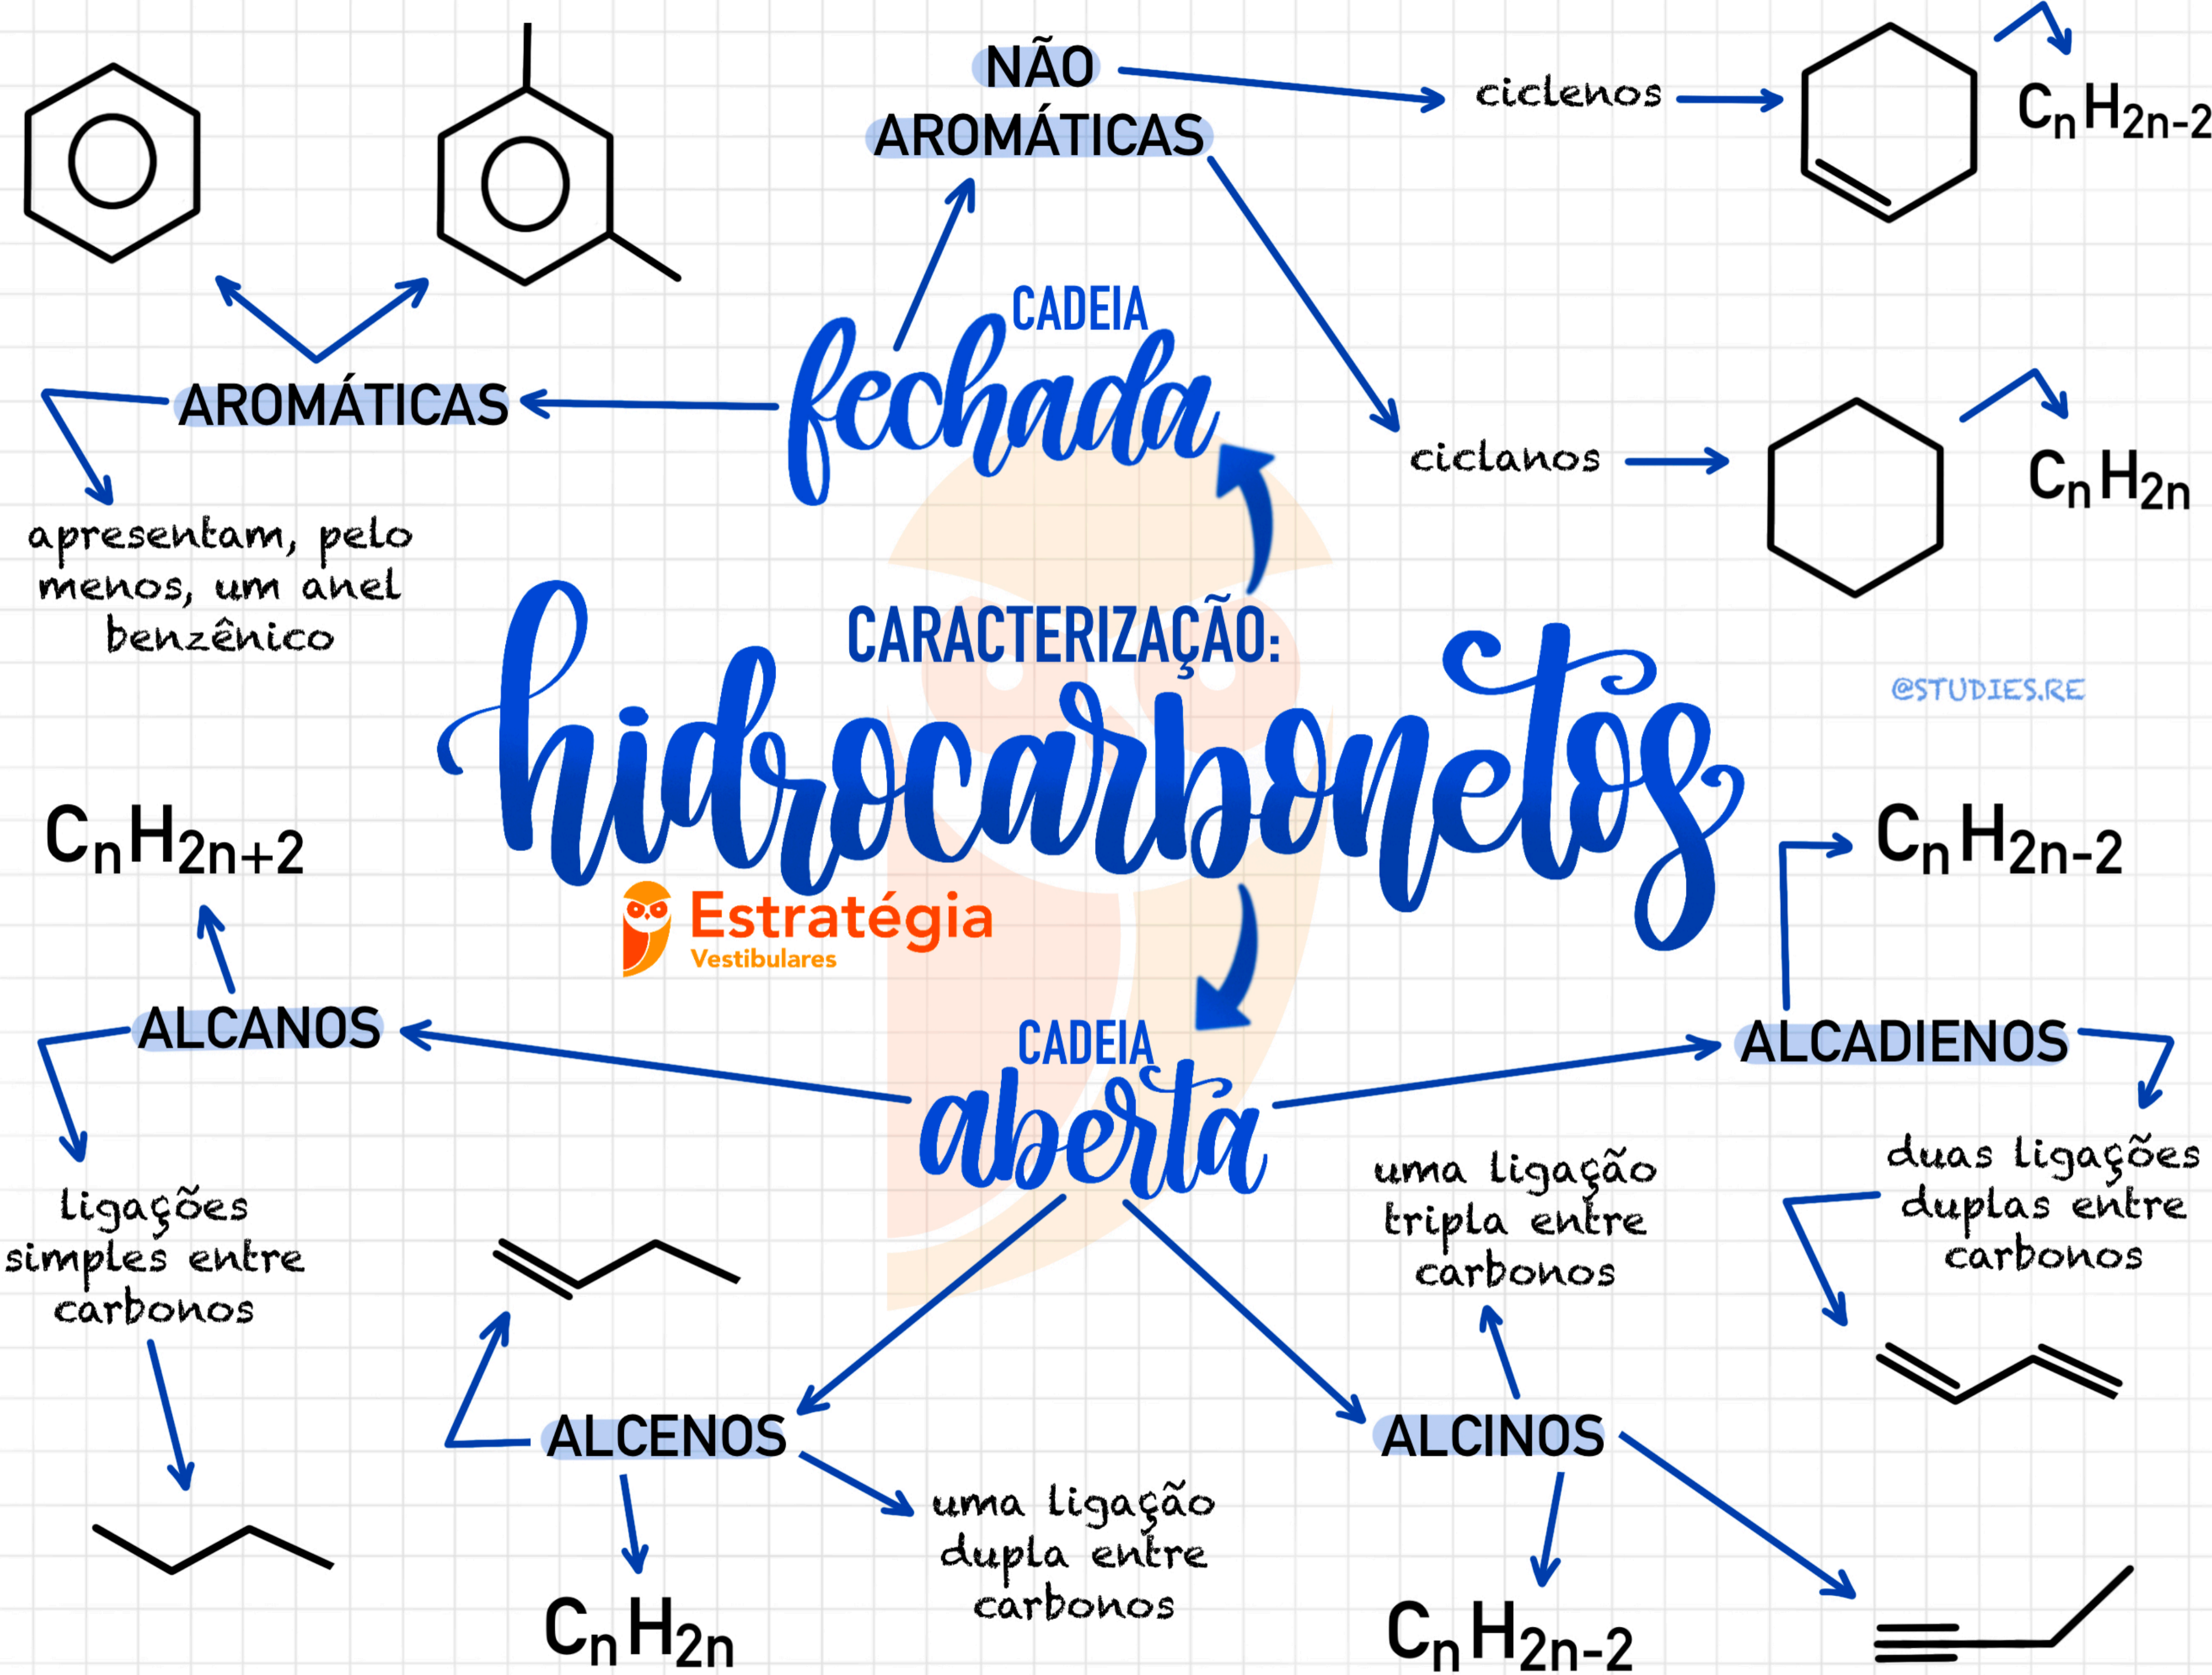 NÃO
AROMÁTICAS
ciclenos
CnH2n-2
CADEIA
fechada
AROMÁTICAS
ciclanos
CnH2n
apresentam, pelo
menos, um anel
benzênico
CARACTERIZAÇÃO:
hidrocarbonetos
@STUDIES.RE
Estratégia
Vestibulares
CnH2n+2
CnH2n-2
ALCANOS
CADEIA
aberta
ALCADIENOS
ligações
simples entre
carbonos
uma ligação
tripla entre
carbonos
duas ligações
duplas entre
carbonos
ALCENOS
ALCINOS
uma ligação
dupla entre
carbonos
CnH2n
CnH2n-2